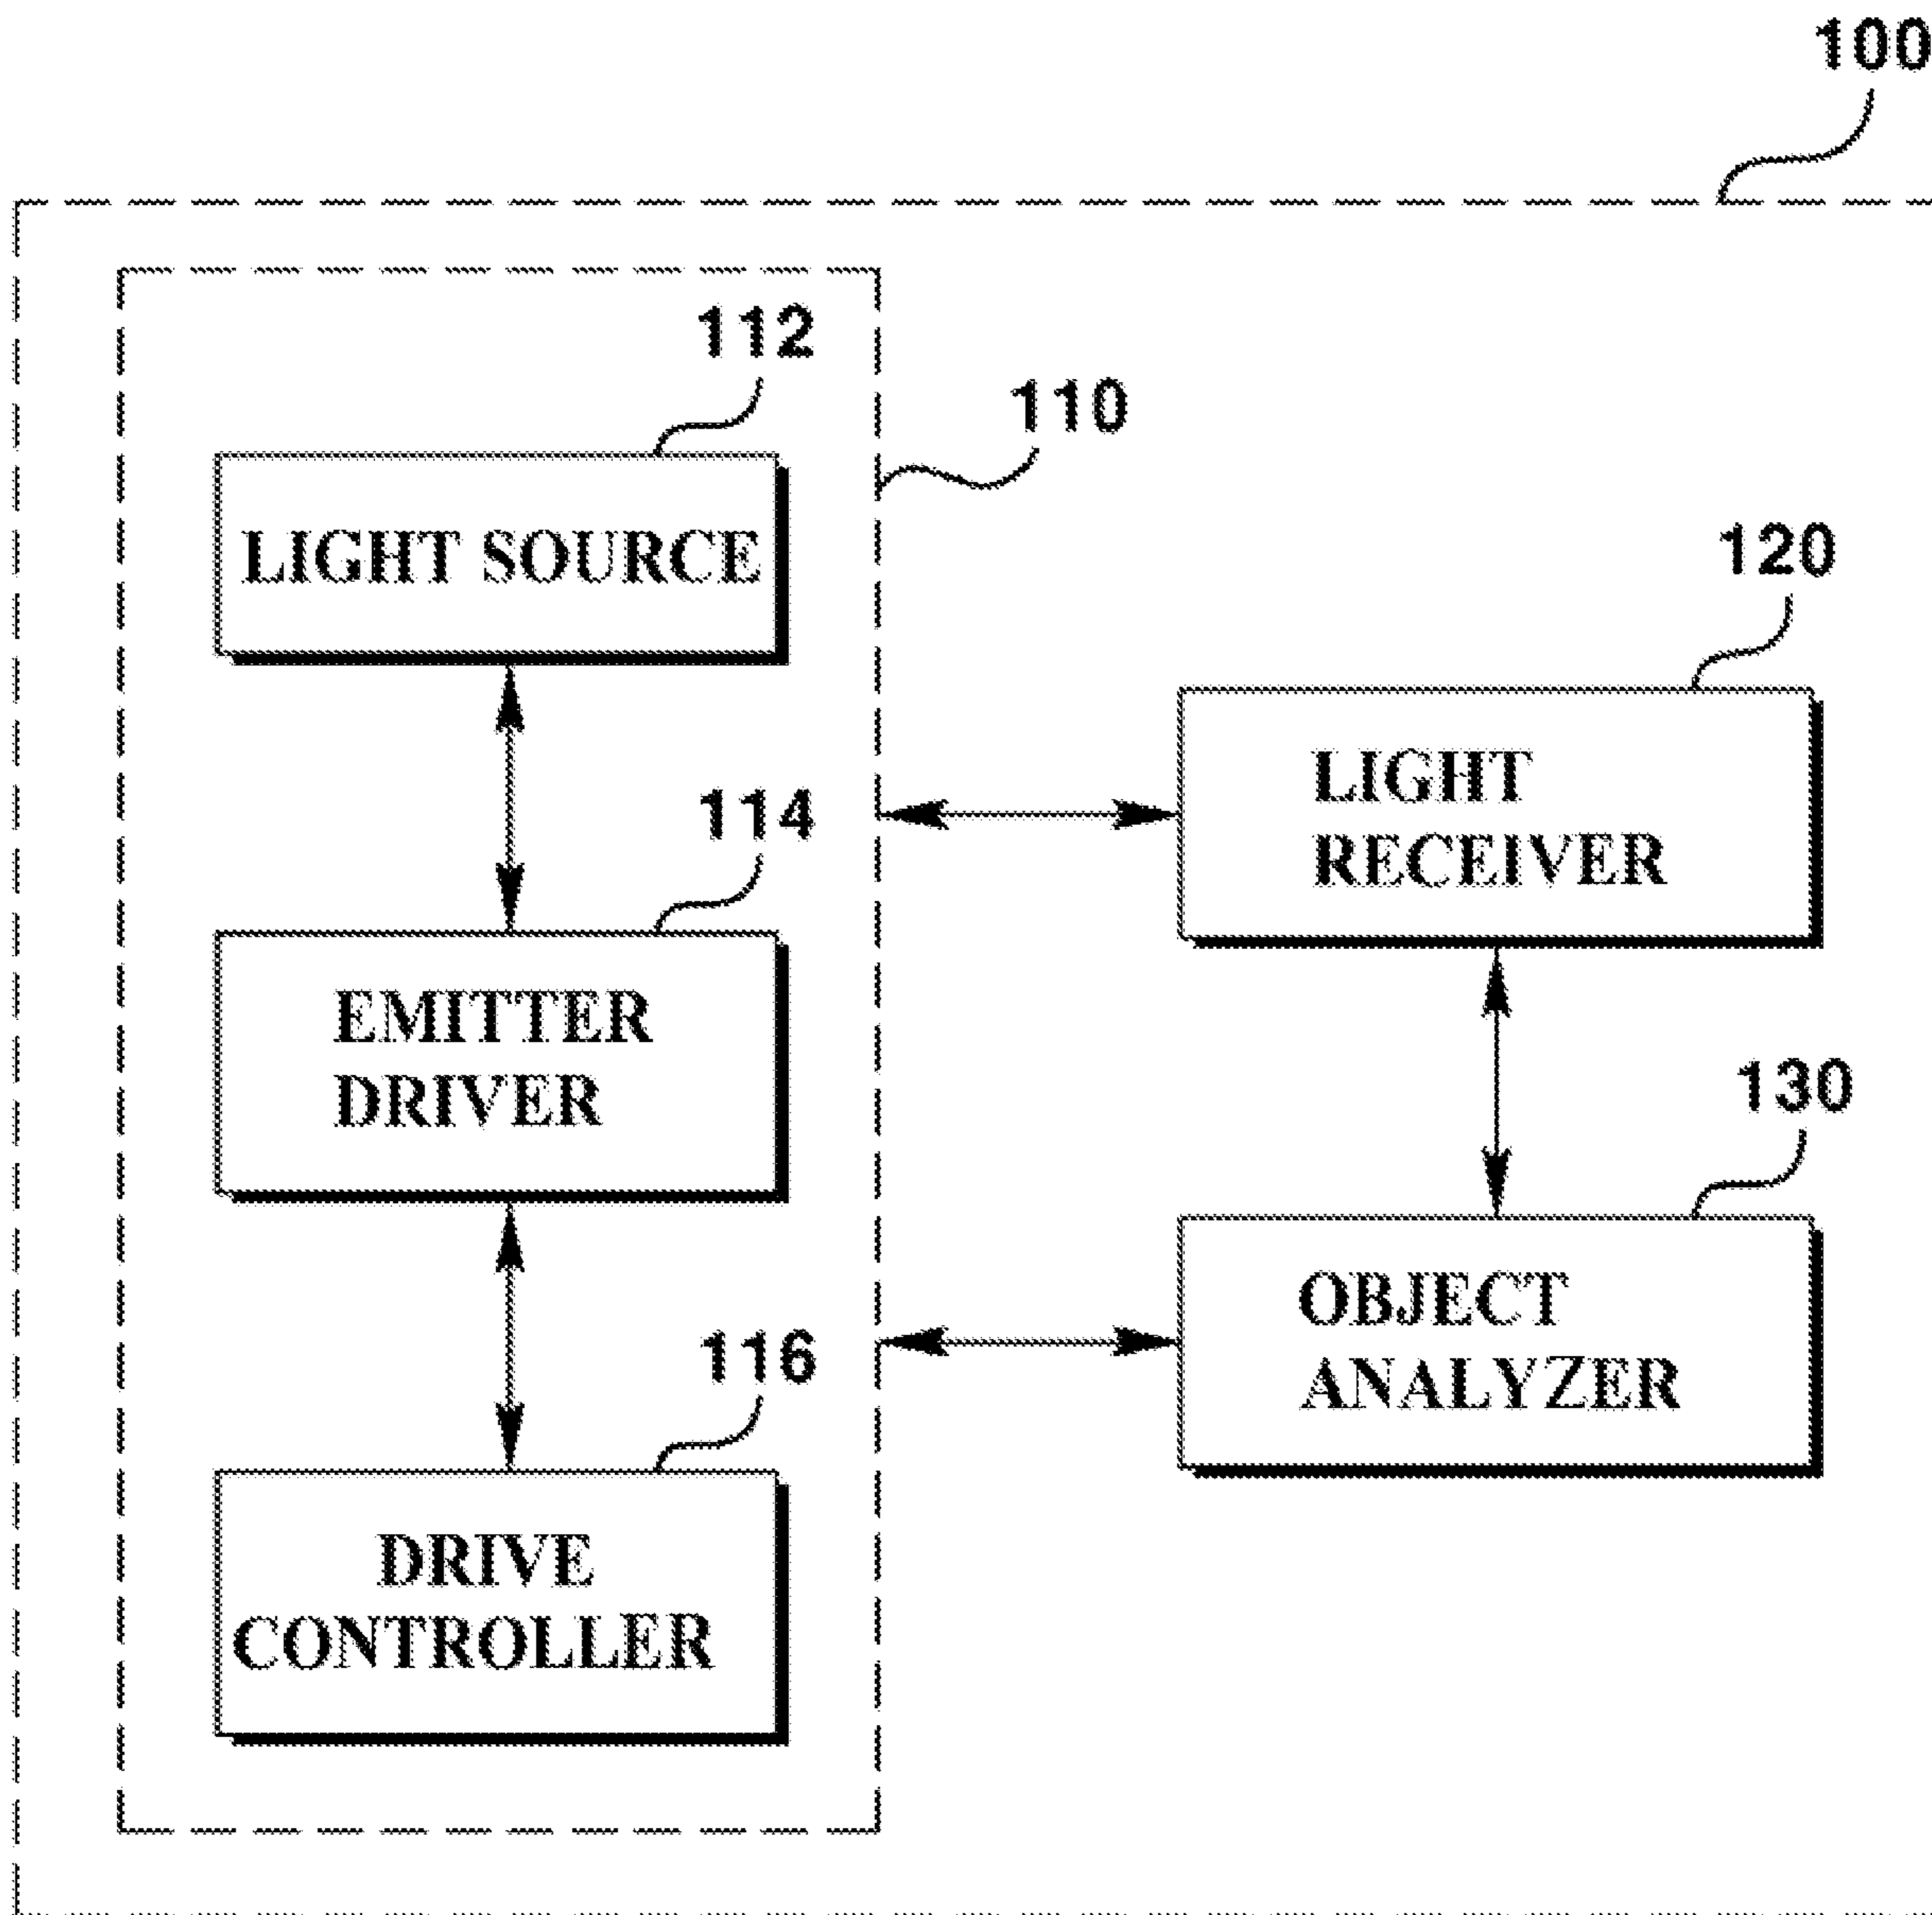 100
112
110
LIGHT SOURCE
120
LIGHT
RECEIVER
114
EMITTER
DRIVER
130
OBJECT
ANALYZER
116
DRIVE
CONTROLLER